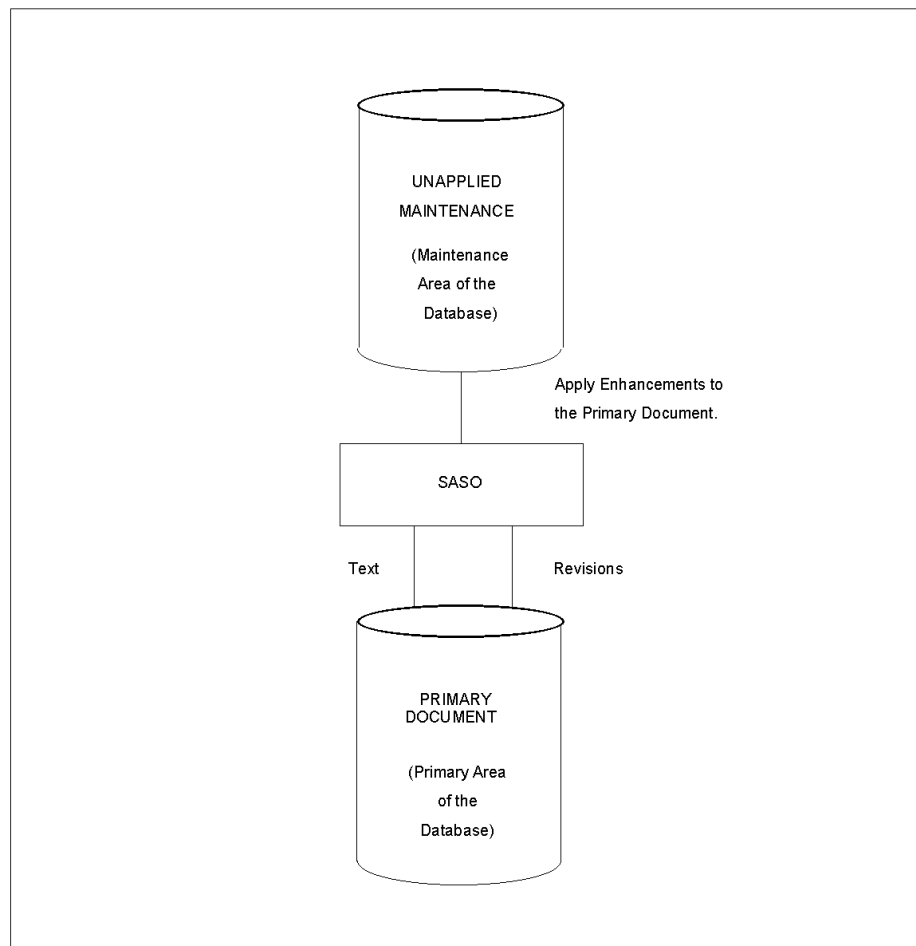 UNAPPLIED
MAINTENANCE
(Maintenance
Area of the
Database)
Apply Enhancements to
the Primary Document.
SASO
Text
Revisions
PRIMARY
DOCUMENT
(Primary Area
of the
Database)